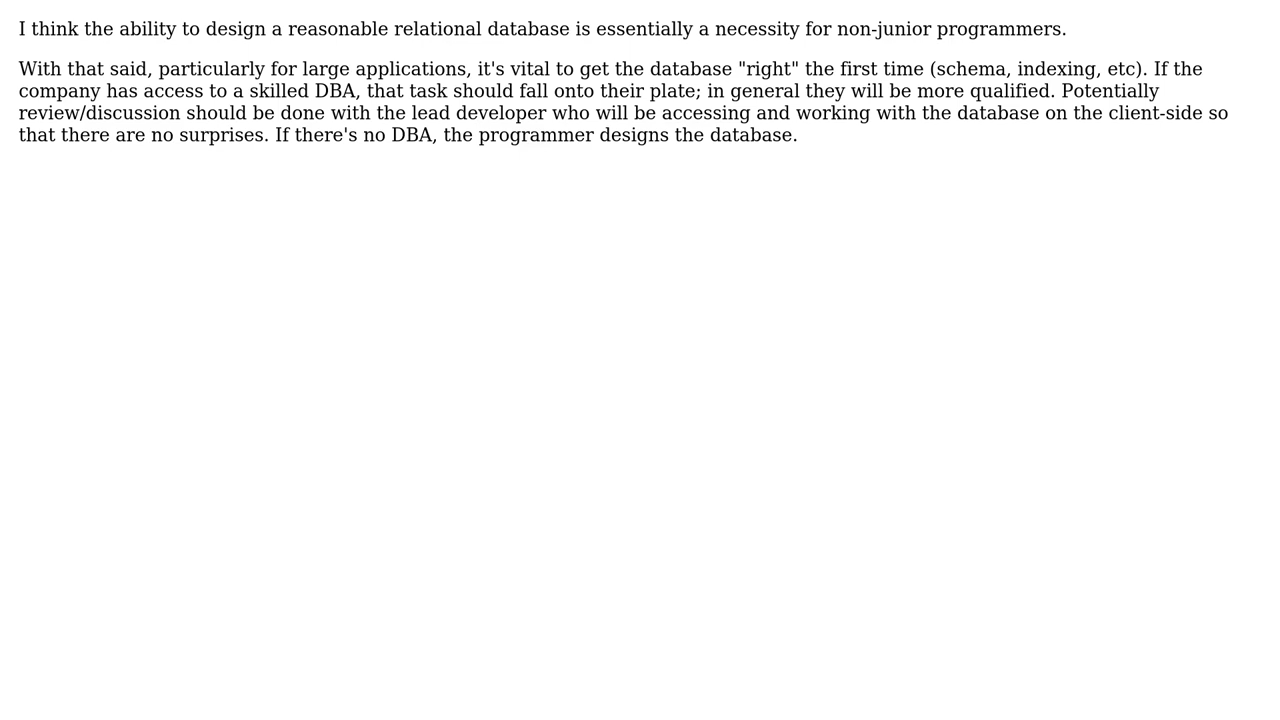 I think the ability to design a reasonable relational database is essentially a necessity for non-junior programmers.
With that said, particularly for large applications, it's vital to get the database "right" the first time (schema, indexing, etc). If the
company has access to a skilled DBA, that task should fall onto their plate; in general they will be more qualified. Potentially
review/discussion should be done with the lead developer who will be accessing and working with the database on the client-side so
that there are no surprises. If there's no DBA, the programmer designs the database.